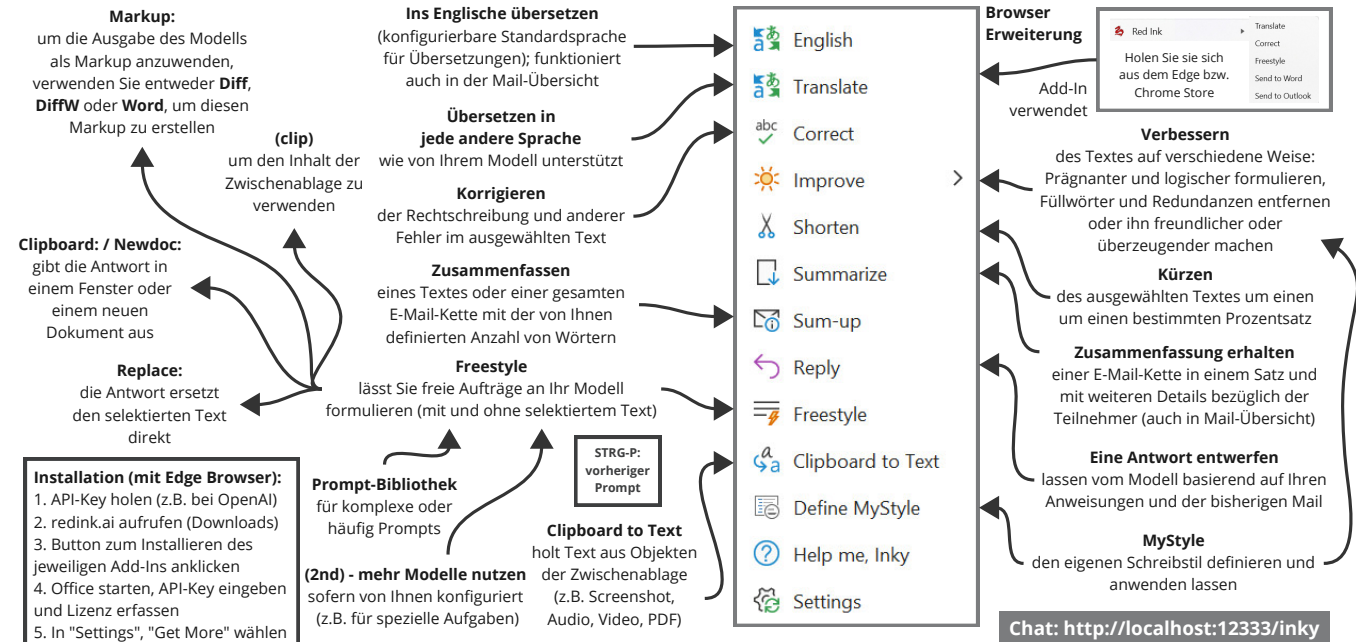 Markup:
um die Ausgabe des Modells
als Markup anzuwenden,
verwenden Sie entweder Diff,
DiffW oder Word, um diesen
Markup zu erstellen
(clip)
um den Inhalt der
Zwischenablage zu
verwenden
Clipboard: / Newdoc:
gibt die Antwort in
einem Fenster oder
einem neuen
Dokument aus
Replace:
die Antwort ersetzt
den selektierten Text
direkt
Installation (mit Edge Browser):
1. API-Key holen (z.B. bei OpenAI)
2. redink.ai aufrufen (Downloads)
3. Button zum Installieren des
jeweiligen Add-Ins anklicken
4. Office starten, API-Key eingeben
und Lizenz erfassen
5. In "Settings", "Get More" wählen
Ins Englische übersetzen
(konfigurierbare Standardsprache
für Übersetzungen); funktioniert
auch in der Mail-Übersicht
Übersetzen in
jede andere Sprache
wie von Ihrem Modell unterstützt
Korrigieren
der Rechtschreibung und anderer
Fehler im ausgewählten Text
Zusammenfassen
eines Textes oder einer gesamten
E-Mail-Kette mit der von Ihnen
definierten Anzahl von Wörtern
Freestyle
lässt Sie freie Aufträge an Ihr Modell
formulieren (mit und ohne selektiertem Text)
STRG-P:
vorheriger
Prompt
Prompt-Bibliothek
für komplexe oder
häufig Prompts
(2nd) - mehr Modelle nutzen
sofern von Ihnen konfiguriert
(z.B. für spezielle Aufgaben)
Clipboard to Text
holt Text aus Objekten
der Zwischenablage
(z.B. Screenshot,
Audio, Video, PDF)
English
Translate
abc
Correct
Improve
Shorten
Summarize
Sum-up
Reply
Freestyle
Clipboard to Text
Define MyStyle
Help me, Inky
Settings
Browser
Erweiterung
Red Ink
Holen Sie sie sich
aus dem Edge bzw.
Chrome Store
Translate
Correct
Freestyle
Send to Word
Send to Outlook
Add-In
verwendet
Verbessern
des Textes auf verschiedene Weise:
Prägnanter und logischer formulieren,
Füllwörter und Redundanzen entfernen
oder ihn freundlicher oder
überzeugender machen
Kürzen
des ausgewählten Textes um einen
um einen bestimmten Prozentsatz
Zusammenfassung erhalten
einer E-Mail-Kette in einem Satz und
mit weiteren Details bezüglich der
Teilnehmer (auch in Mail-Übersicht)
Eine Antwort entwerfen
lassen vom Modell basierend auf Ihren
Anweisungen und der bisherigen Mail
MyStyle
den eigenen Schreibstil definieren und
anwenden lassen
Chat: http://localhost:12333/inky